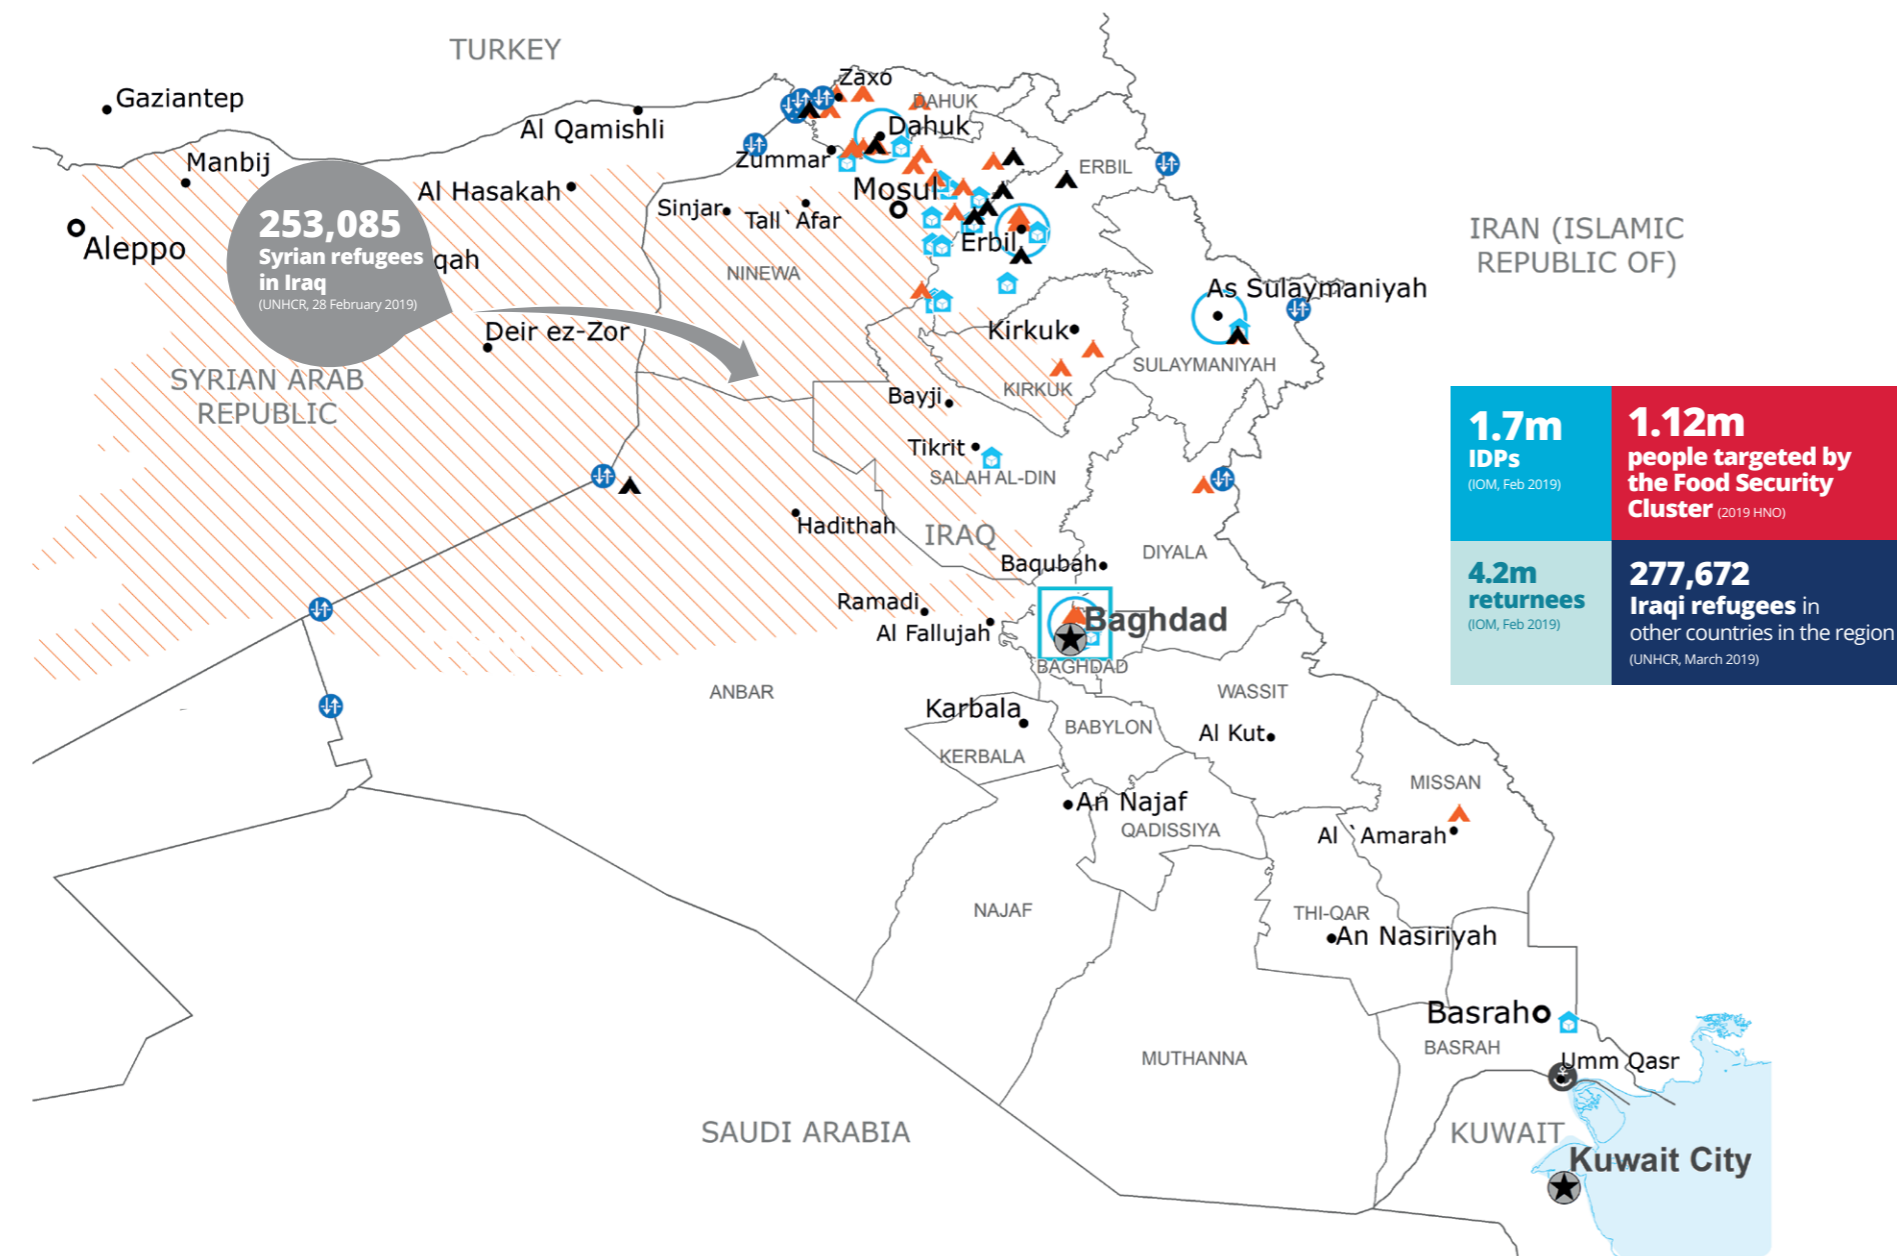 TURKEY
Gaziantep
Zaxo
DAHUK
Al Qamishli
Dahuk
Manbij
Zummar
ERBIL
Al Hasakah
Mosul
Sinjar
Tall`Afar
253,085
Syrian refugees
in Iraq
(UNHCR, 28 February 2019)
Aleppo
qah
Erbil
NINEWA
IRAN (ISLAMIC
REPUBLIC OF)
As Sulaymaniyah
Deir ez-Zor
Kirkuk
SYRIAN ARAB
REPUBLIC
SULAYMANIYAH
KIRKUK
Bayji
Tikrit
SALAH AL-DIN
1.7m
IDPs
(IOM, Feb 2019)
1.12m
people targeted by
the Food Security
Cluster (2019 HNO)
4.2m
returnees
(IOM, Feb 2019)
277,672
Iraqi refugees in
other countries in the region
(UNHCR, March 2019)
Hadithah
IRAQ
Baqubah
DIYALA
Ramadi
Al Fallujah
Baghdad
BAGHDAD
ANBAR
WASSIT
Karbala
BABYLON
Al Kut
KERBALA
MISSAN
An Najaf
QADISSIYA
Al `Amarah
NAJAF
THI-QAR
An Nasiriyah
Basrah
BASRAH
MUTHANNA
Umm Qasr
SAUDI ARABIA
KUWAIT
Kuwait City